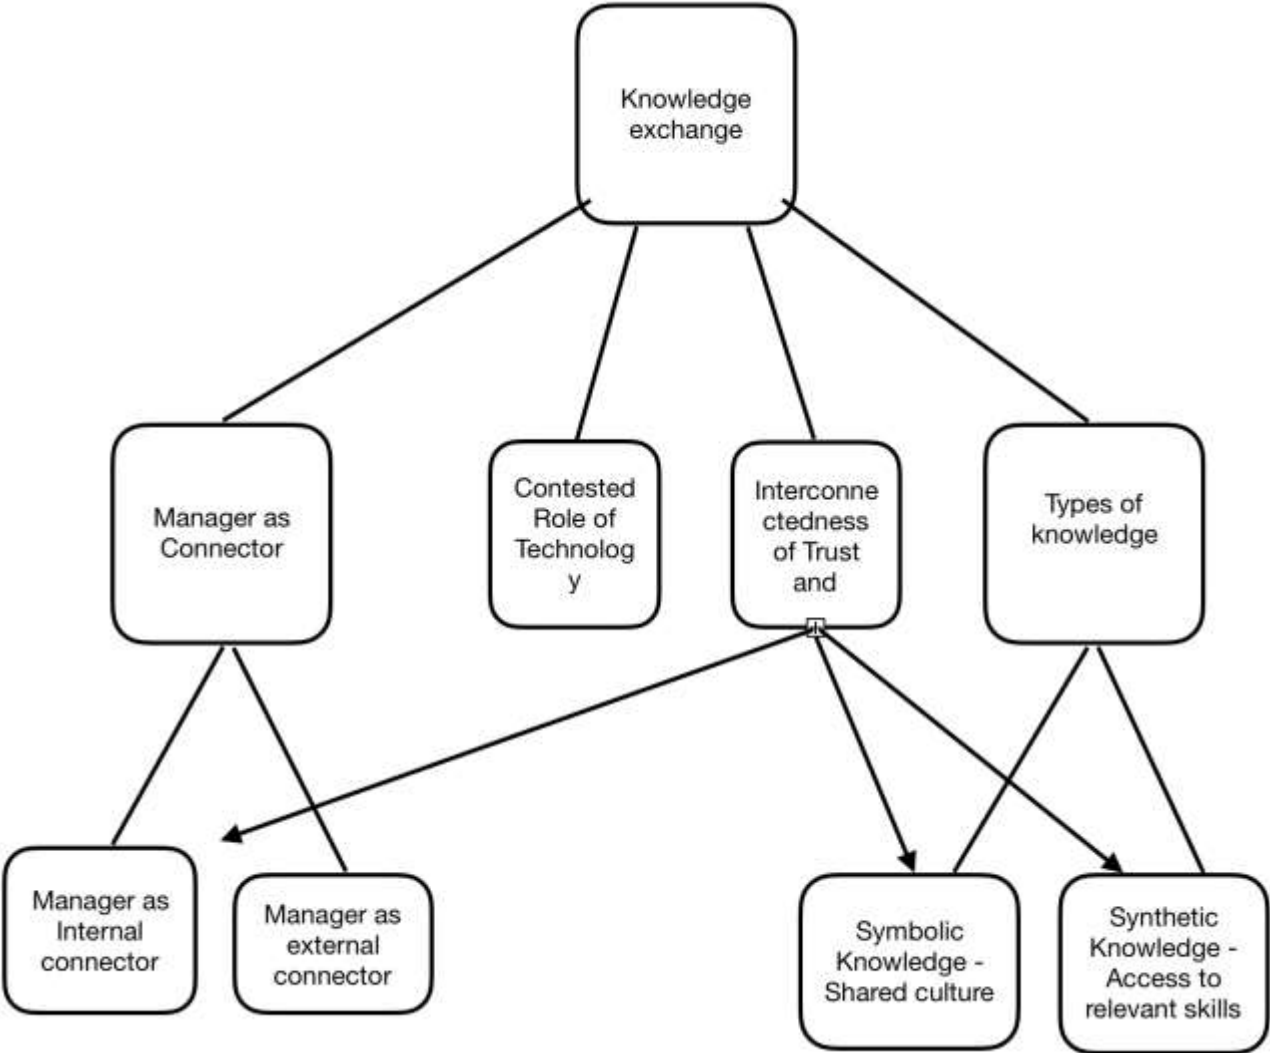 Knowledge
exchange
Manager as
Connector
Contested
Role of
Technolog
y
Interconne
ctedness
of Trust
and
Types of
knowledge
Manager as
Internal
connector
Manager as
external
connector
Symbolic
Knowledge -
Shared culture
Synthetic
Knowledge -
Access to
relevant skills